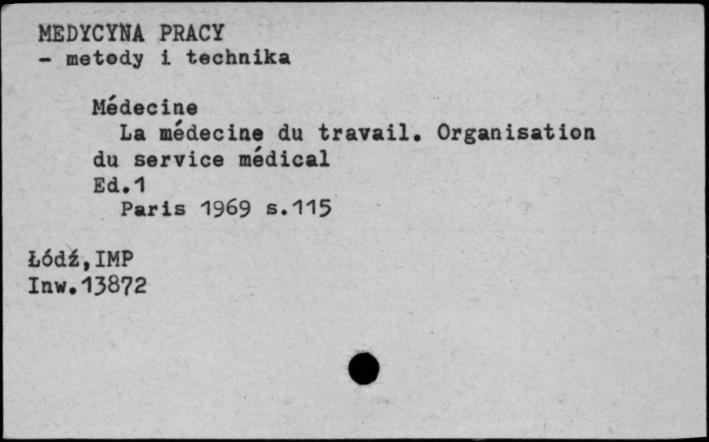 MEDYCYNA PRACY
- metody i technika
Médecine
La médecine du travail. Organisation
du service médical
Ed.1
Paris 1969 s.115
Łódź,IMP
Inw.13872